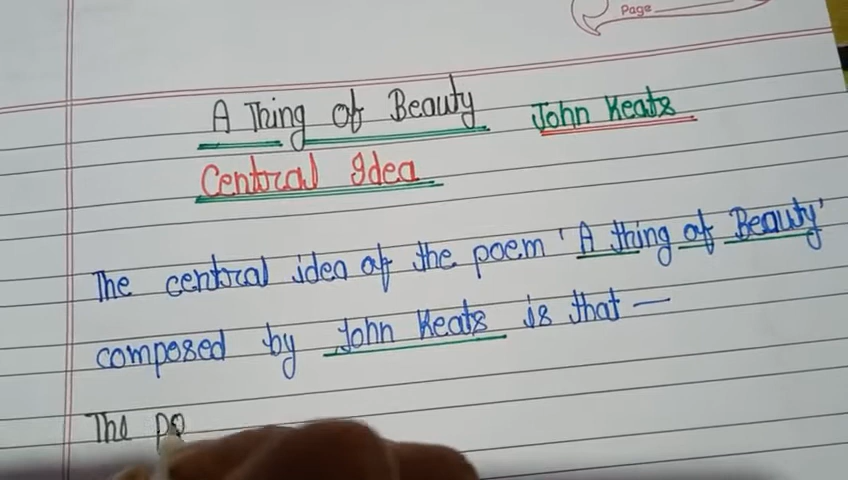 Page
A Thing of Beauty John Keats
Central Idea
The central idea of the poem 'A thing of Beauty'
composed by John Keats is that —
The po